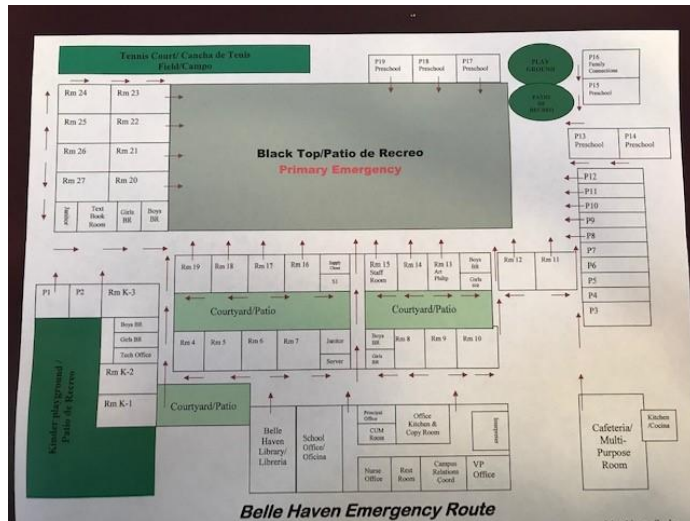 Tennis Court/ Cancha de Tenis
Field/Campo
P19
Preschool
P18
Preschool
P17
Preschool
PLAY
GROUND
PATIO
DE
RECREO
P16
Family
Connections
P15
Preschool
P13
Preschool
P14
Preschool
Rm 24
Rm 23
Rm 25
Rm 22
Rm 26
Rm 21
Rm 27
Rm 20
Janitor
Text
Book
Room
Girls
BR
Boys
BR
Black Top/Patio de Recreo
Primary Emergency
P12
P11
P10
P9
P8
P7
P6
P5
P4
P3
Rm 19
Rm 18
Rm 17
Rm 16
Supply
Rm 15
Staff
Room
Rm 14
Rm 13
Art
Boys
BR
Girls
BR
Rm 12
Rm 11
P1
P2
Rm K-3
Courtyard/Patio
Courtyard/Patio
Boys BR
Girls BR
Tech Office
Rm K-2
Rm K-1
Kinder playground /
Patio de Recreo
Rm 4
Rm 5
Rm 6
Rm 7
Janitor
Server
Boys
BR
Girls
BR
Rm 8
Rm 9
Rm 10
Courtyard/Patio
Belle
Haven
Library/
Libreria
School
Office/
Oficina
Principal
Office
COM
Room
Office
Kitchen &
Copy Room
Nurse
Office
Rest
Room
Campus
Relations
Coord
VP
Office
Cafeteria/
Multi-
Purpose
Room
Kitchen
/Cocina
Belle Haven Emergency Route